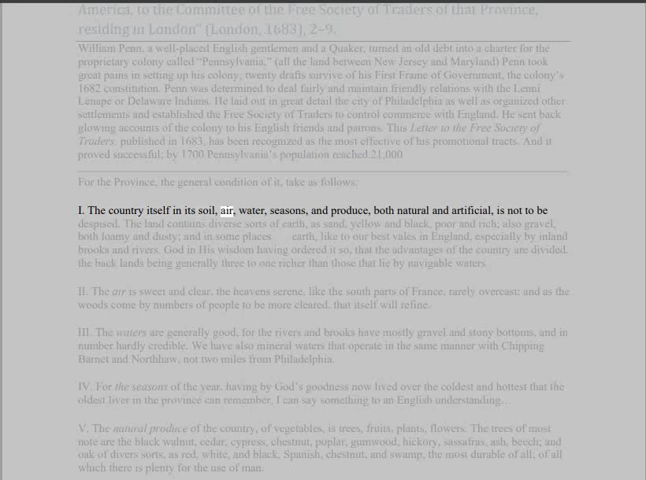 America, to the Committee of the Free Society of Traders of that Province,
residing in London" (London, 1683), 2–9.
William Penn, a well-placed English gentlemen and a Quaker, turned an old debt into a charter for the
proprietary colony called "Pennsylvania," (all the land between New Jersey and Maryland) Penn took
great pains in setting up his colony; twenty drafts survive of his First Frame of Government, the colony's
1682 constitution. Penn was determined to deal fairly and maintain friendly relations with the Lenni
Lenape or Delaware Indians. He laid out in great detail the city of Philadelphia as well as organized other
settlements and established the Free Society of Traders to control commerce with England. He sent back
glowing accounts of the colony to his English friends and patrons. This Letter to the Free Society of
Traders, published in 1683, has been recognized as the most effective of his promotional tracts. And it
proved successful; by 1700 Pennsylvania's population reached 21,000.
For the Province, the general condition of it, take as follows:
I. The country itself in its soil, air, water, seasons, and produce, both natural and artificial, is not to be
despised. The land contains diverse sorts of earth, as sand, yellow and black, poor and rich; also gravel,
both loamy and dusty; and in some places earth, like to our best vales in England, especially by inland
brooks and rivers. God in His wisdom having ordered it so, that the advantages of the country are divided,
the back lands being generally three to one richer than those that lie by navigable waters.
II. The air is sweet and clear, the heavens serene, like the south parts of France, rarely overcast; and as the
woods come by numbers of people to be more cleared, that itself will refine.
III. The waters are generally good, for the rivers and brooks have mostly gravel and stony bottoms, and in
number hardly credible. We have also mineral waters that operate in the same manner with Clipping
Barnet and Northhaw, not two miles from Philadelphia.
IV. For the seasons of the year, having by God's goodness now lived over the coldest and hottest that the
oldest liver in the province can remember, I can say something to an English understanding...
V. The natural produce of the country, of vegetables, is trees, fruits, plants, flowers. The trees of most
note are the black walnut, cedar, cypress, chestnut, poplar, gumwood, hickory, sassafras, ash, beech; and
oak of divers sorts, as red, white, and black, Spanish, chestnut, and swamp, the most durable of all; of all
which there is plenty for the use of man.